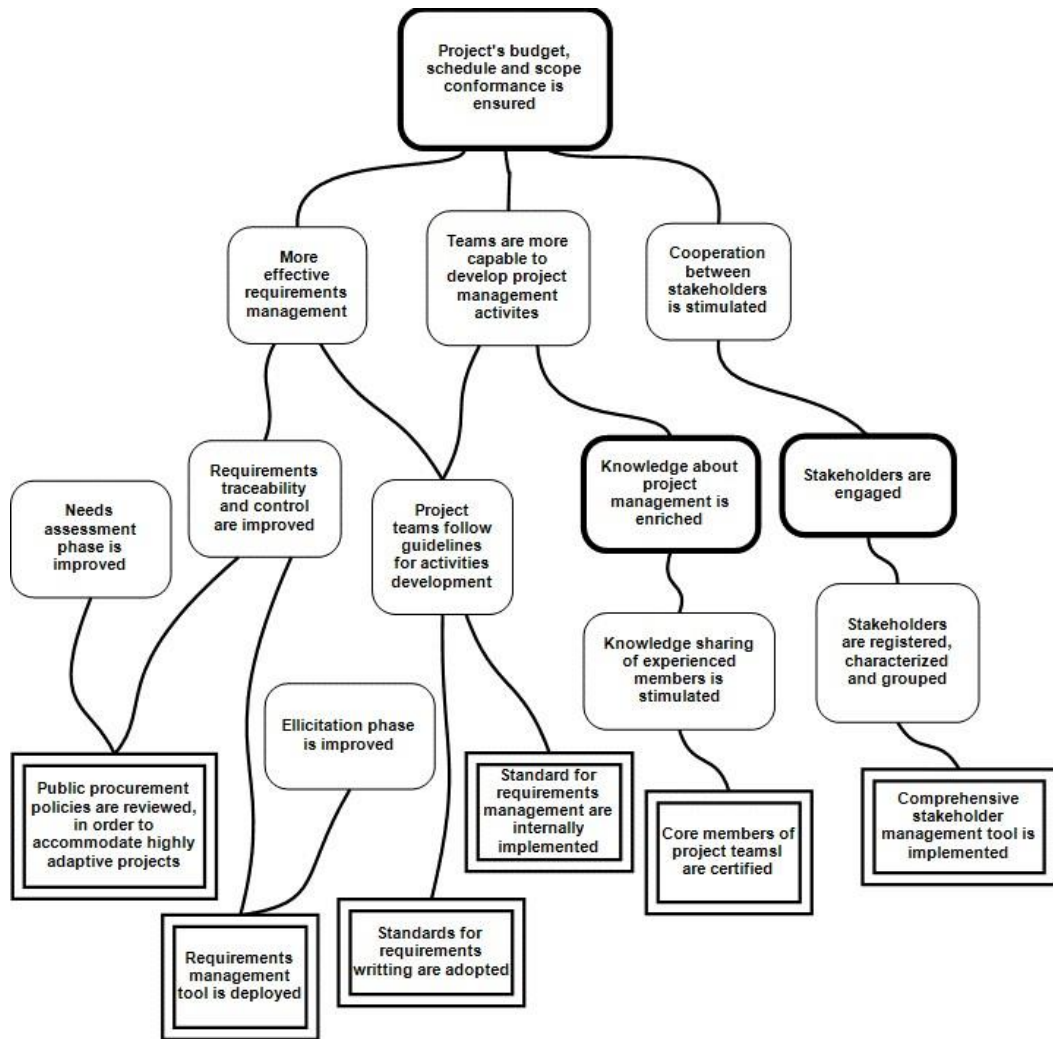 Project's budget,
schedule and scope
conformance is
ensured
More
effective
requirements
management
Teams are more
capable to
develop project
management
activites
Cooperation
between
stakeholders
is stimulated
Needs
assessment
phase is
improved
Requirements
traceability
and control
are improved
Project
teams follow
guidelines
for activities
development
Knowledge about
project
management is
enriched
Stakeholders are
engaged
Knowledge sharing
of experienced
members is
stimulated
Stakeholders
are registered,
characterized
and grouped
Ellicitation phase
is improved
Public procurement
policies are reviewed,
in order to
accommodate highly
adaptive projects
Standard for
requirements
management are
internally
implemented
Core members of
project teamsl
are certified
Comprehensive
stakeholder
management tool is
implemented
Requirements
management
tool is deployed
Standards for
requirements
writting are adopted